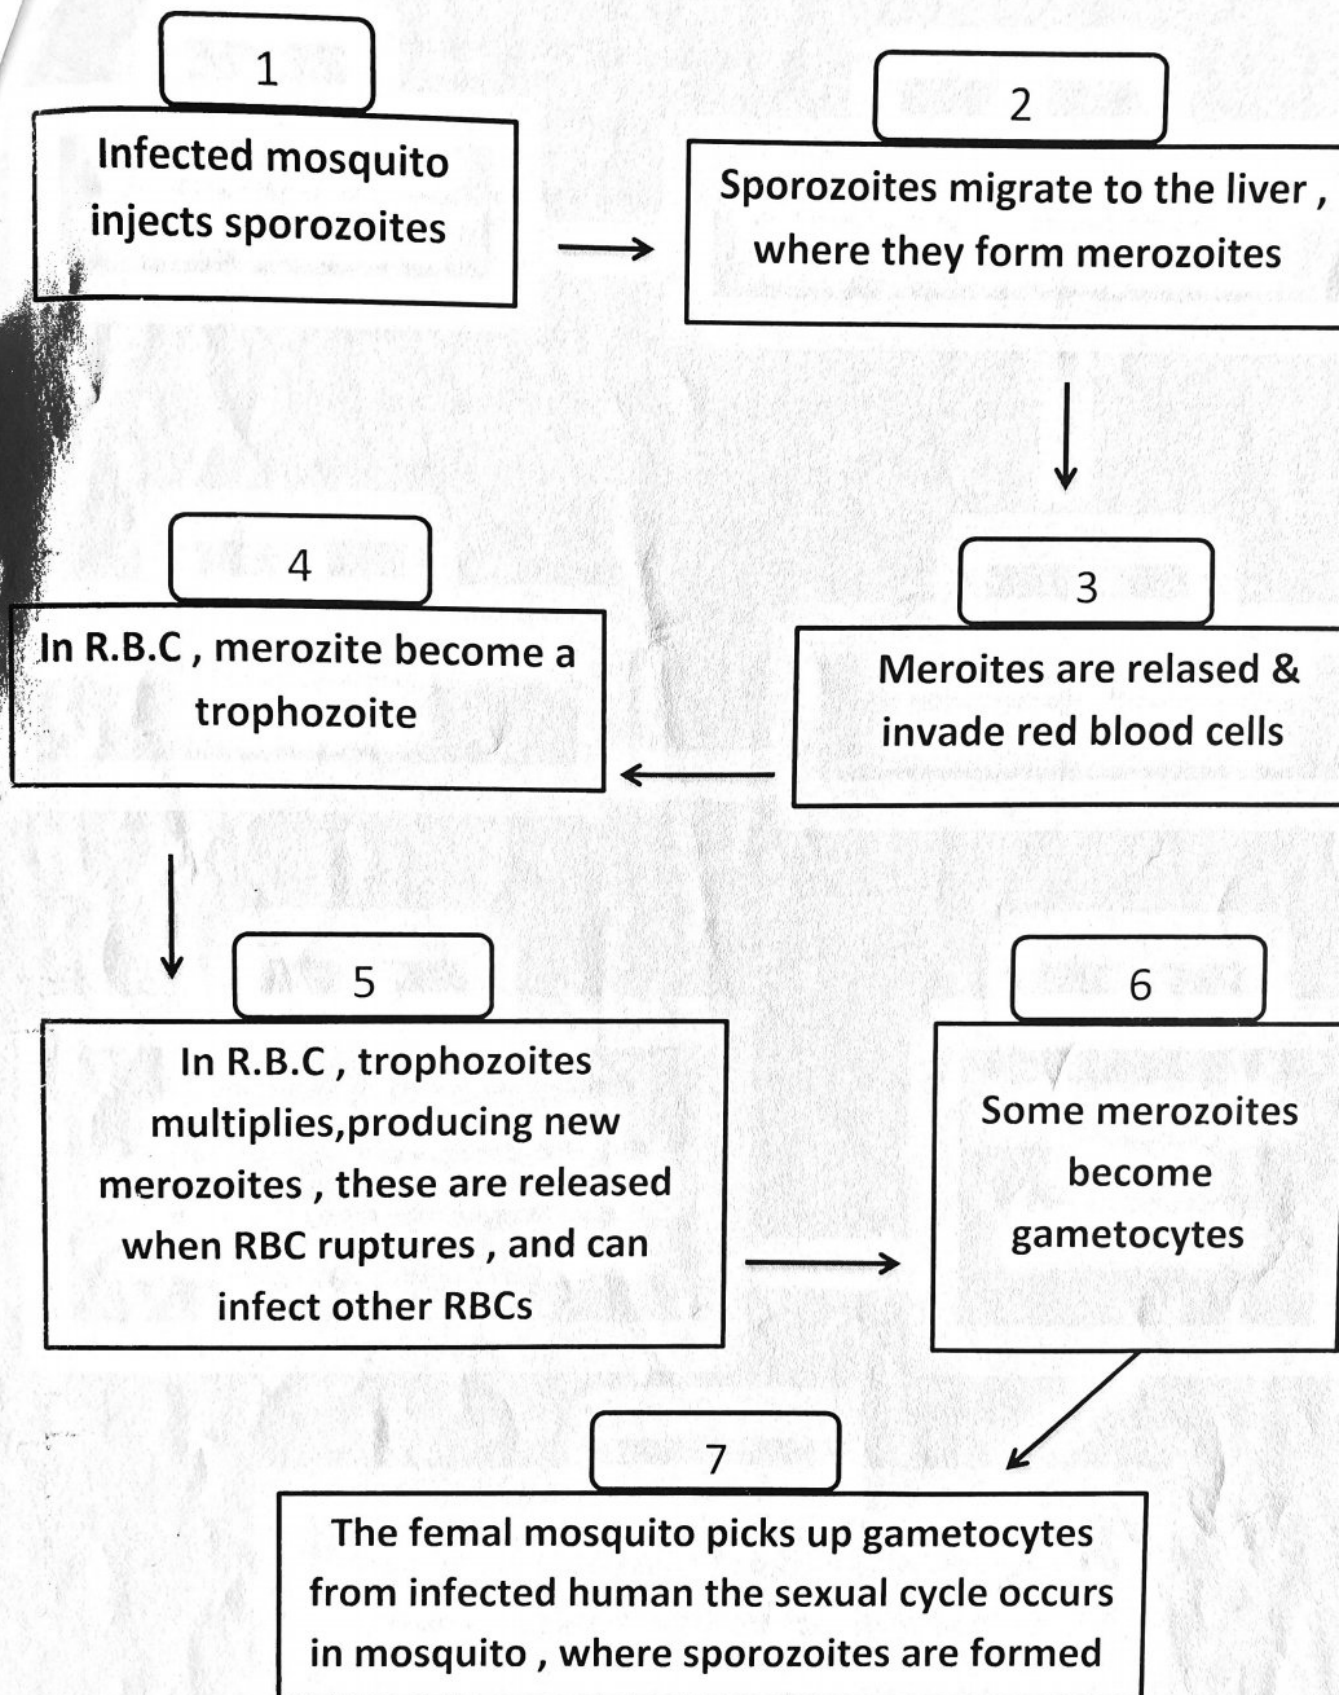 1
Infected mosquito
injects sporozoites
2
Sporozoites migrate to the liver ,
where they form merozoites
3
Meroites are relased &
invade red blood cells
4
In R.B.C , merozite become a
trophozoite
5
In R.B.C , trophozoites
multiplies,producing new
merozoites , these are released
when RBC ruptures , and can
infect other RBCs
6
Some merozoites
become
gametocytes
7
The femal mosquito picks up gametocytes
from infected human the sexual cycle occurs
in mosquito , where sporozoites are formed